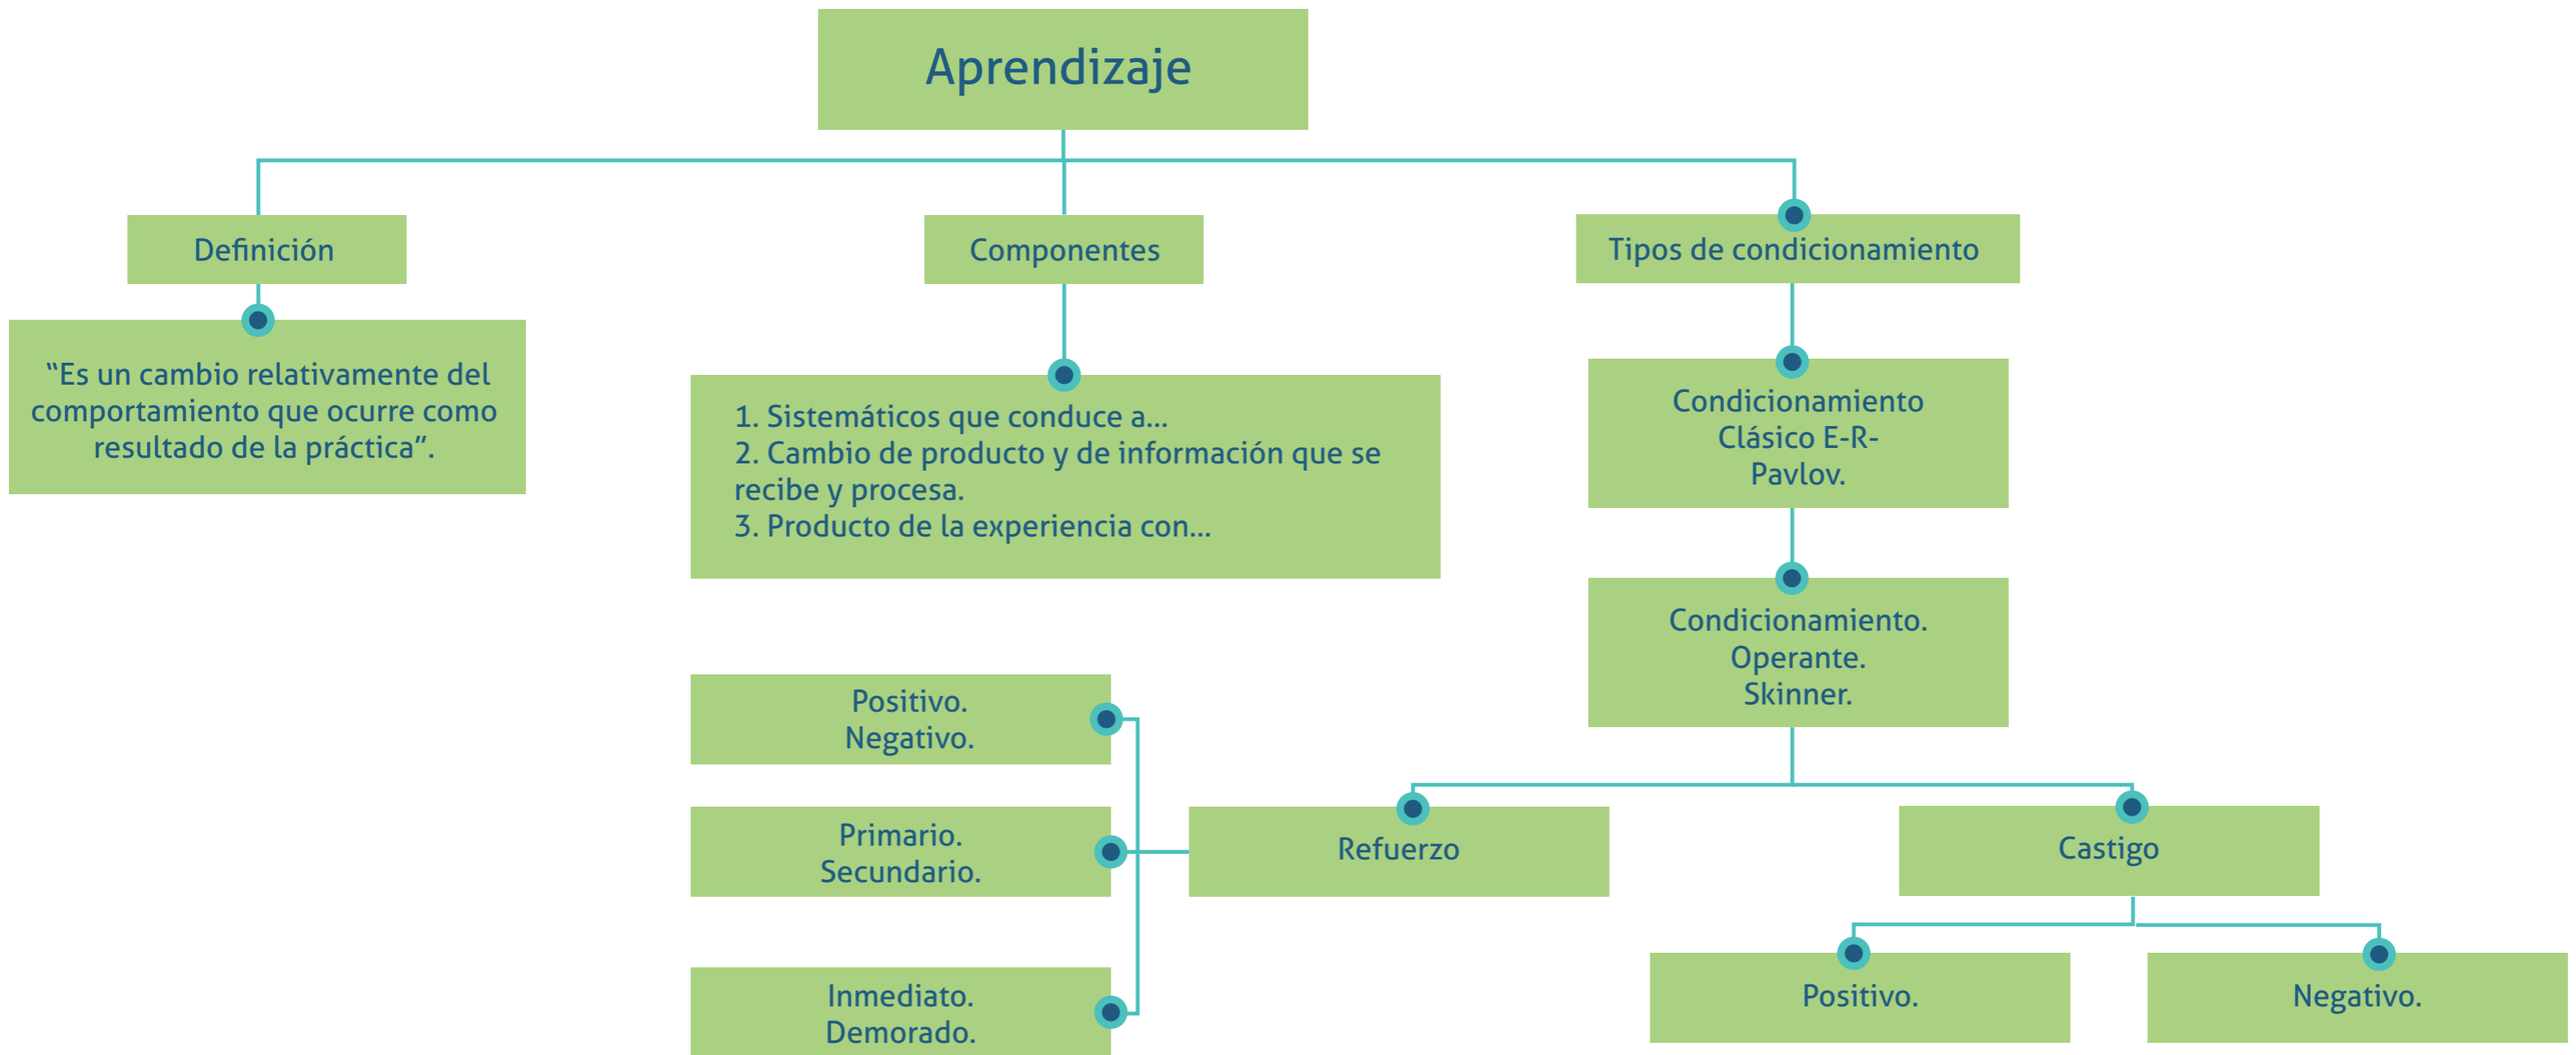 Aprendizaje
Definición
Componentes
Tipos de condicionamiento
“Es un cambio relativamente del
comportamiento que ocurre como
resultado de la práctica”.
1. Sistemáticos que conduce a...
2. Cambio de producto y de información que se
recibe y procesa.
3. Producto de la experiencia con...
Condicionamiento
Clásico E-R-
Pavlov.
Condicionamiento.
Operante.
Skinner.
Positivo.
Negativo.
Primario.
Secundario.
Inmediato.
Demorado.
Refuerzo
Castigo
Positivo.
Negativo.